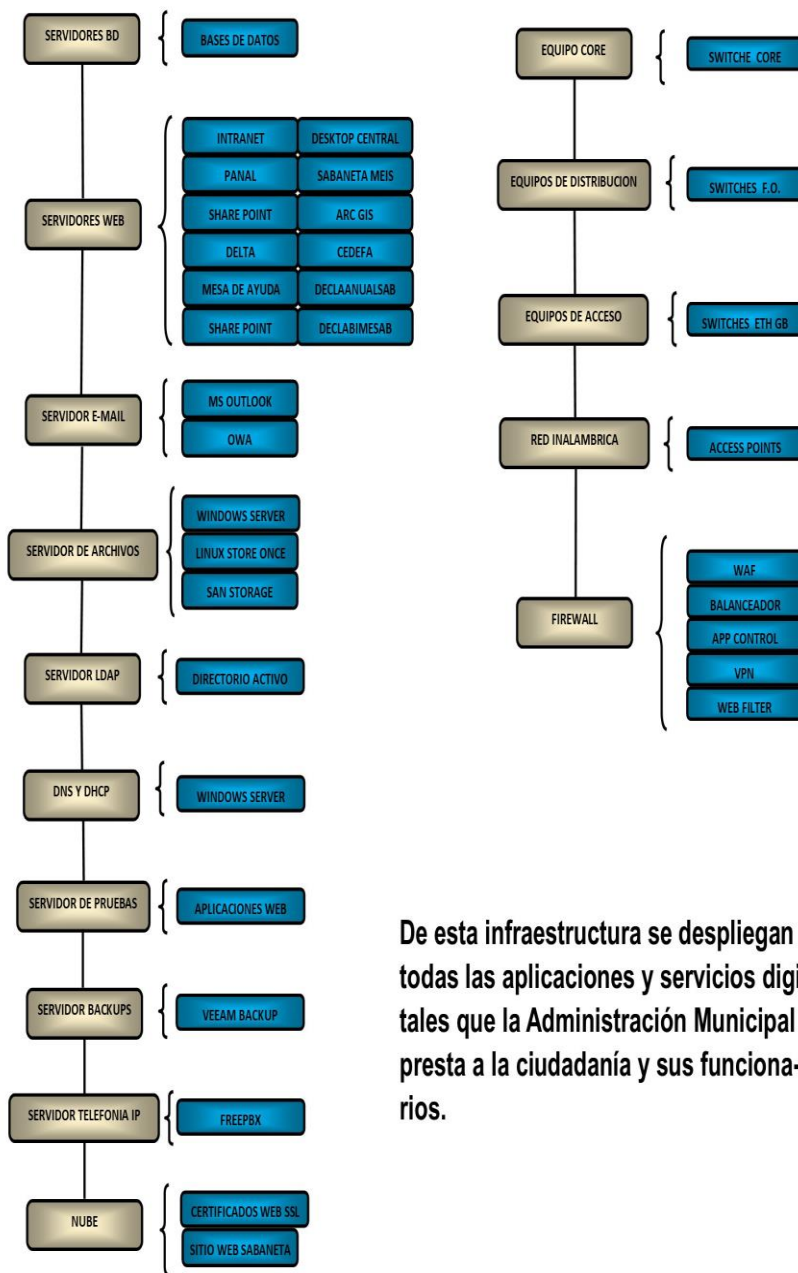 SERVIDORES BD
BASES DE DATOS
SERVIDORES WEB
INTRANET
DESKTOP CENTRAL
PANAL
SABANETA MEIS
SHARE POINT
ARC GIS
DELTA
CEDEFA
MESA DE AYUDA
DECLAANUALSAB
SHARE POINT
DECLABIMESAB
SERVIDOR E-MAIL
MS OUTLOOK
OWA
SERVIDOR DE ARCHIVOS
WINDOWS SERVER
LINUX STORE ONCE
SAN STORAGE
SERVIDOR LDAP
DIRECTORIO ACTIVO
DNS Y DHCP
WINDOWS SERVER
SERVIDOR DE PRUEBAS
APLICACIONES WEB
SERVIDOR BACKUPS
VEEAM BACKUP
SERVIDOR TELEFONIA IP
FREEPBX
NUBE
CERTIFICADOS WEB SSL
SITIO WEB SABANETA
EQUIPO CORE
SWITCHE CORE
EQUIPOS DE DISTRIBUCION
SWITCHES F.O.
EQUIPOS DE ACCESO
SWITCHES ETH GB
RED INALAMBRICA
ACCESS POINTS
FIREWALL
WAF
BALANCEADOR
APP CONTROL
VPN
WEB FILTER
De esta infraestructura se despliegan
todas las aplicaciones y servicios digi
tales que la Administración Municipal
presta a la ciudadanía y sus funciona-
rios.